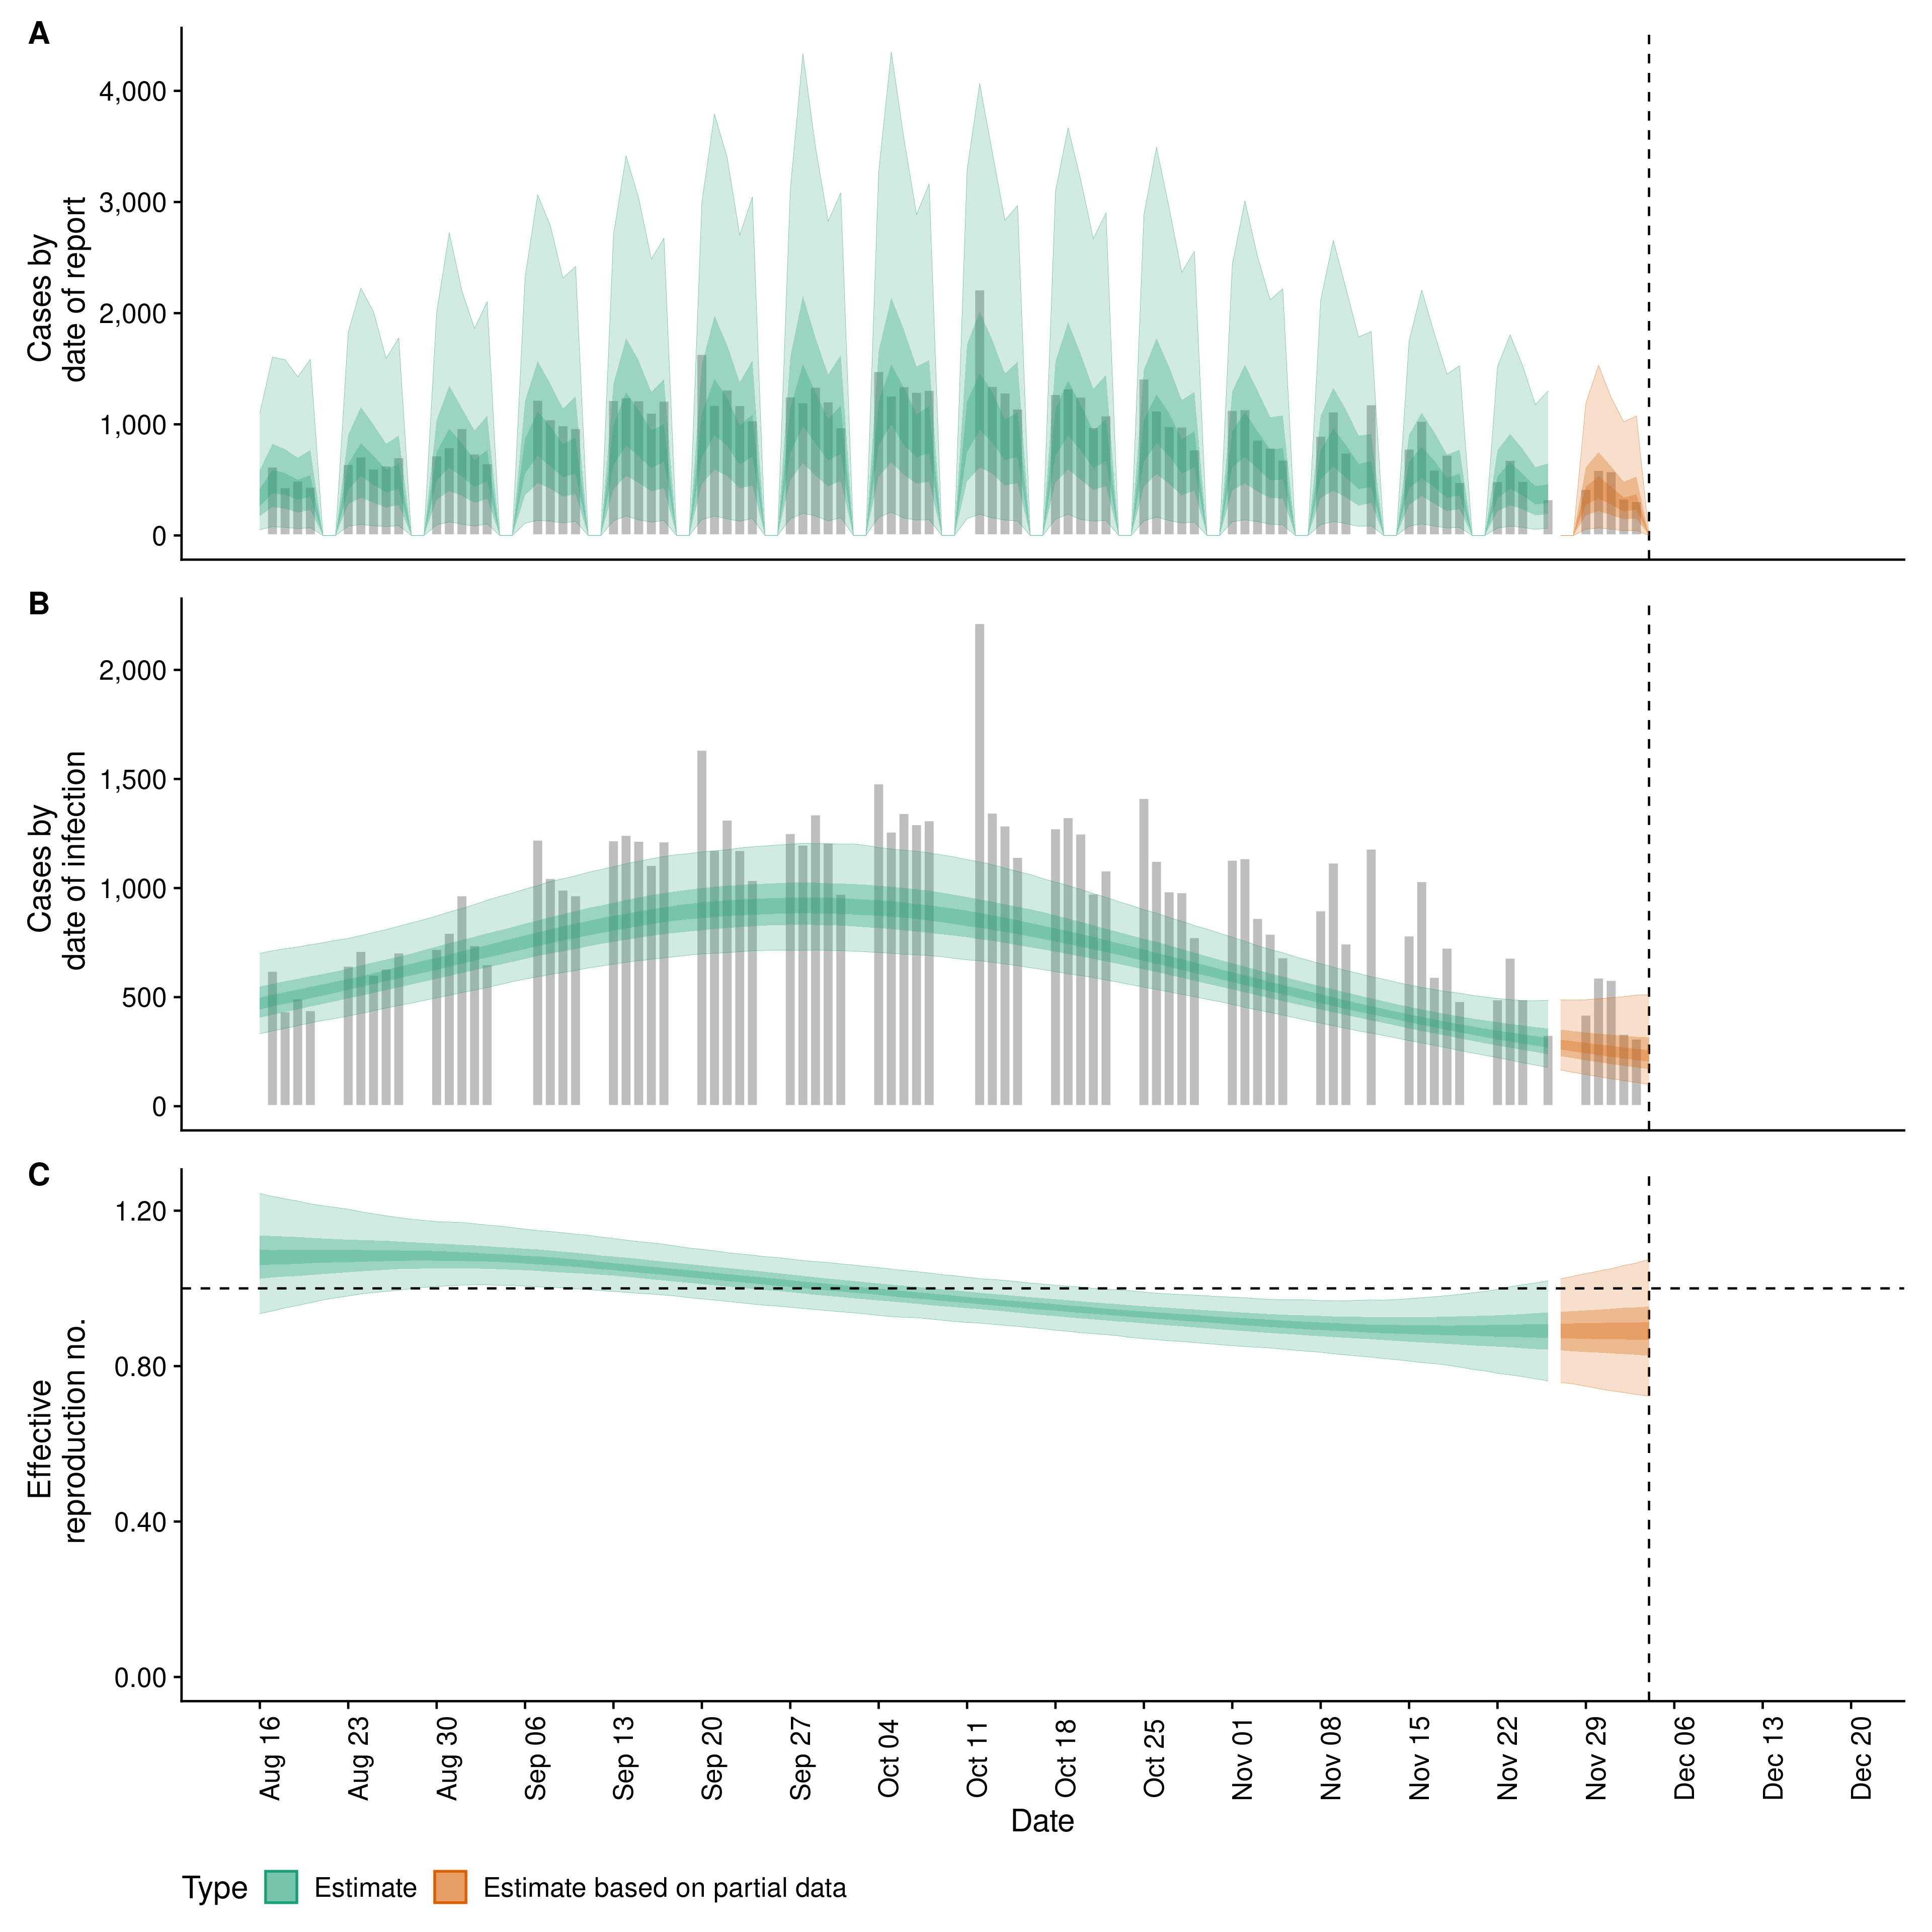 A
Cases by
date of report
4,000
3,000
2,000
1,000
0
B
Cases by
date of infection
2,000
1,500
1,000
500
0
C
Effective
reproduction no.
1.20
0.80
0.40
0.00
Aug 16
Aug 23
Aug 30
Sep 06
Sep 13
Sep 20
Sep 27
Oct 04
Oct 11
Oct 18
Oct 25
Nov 01
Nov 08
Nov 15
Nov 22
Nov 29
Dec 06
Dec 13
Dec 20
Date
Type Estimate Estimate based on partial data